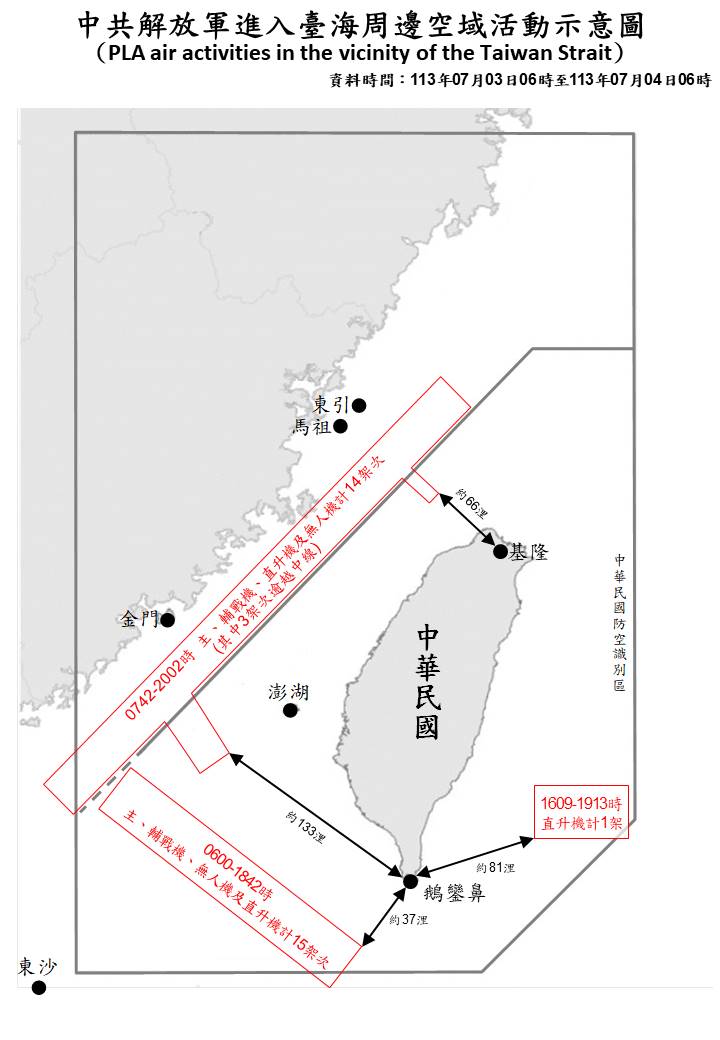 中共解放軍進入臺海周邊空域活動示意圖
（PLA air activities in the vicinity of the Taiwan Strait）
資料時間：113年07月03日06時至113年07月04日06時
東引
馬祖
0742-2002時 主、輔戰機、直升機及無人機計14架次
(其中3架次逾越中線)
約66浬
基隆
中華民國防空識別區
金門
中華民國
澎湖
1609-1913時
直升機計1架
約133浬
0600-1842時
主、輔戰機、無人機及直升機計15架次
約81浬
鵝鑾鼻
約37浬
東沙